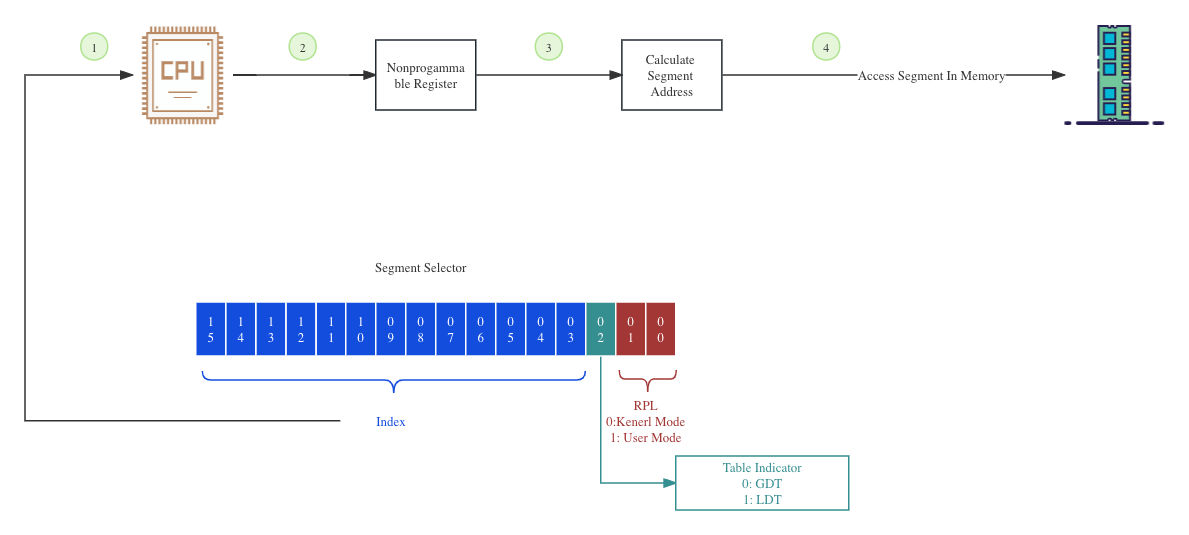 1
2
3
4
CPU
Nonprogamma
ble Register
Calculate
Segment
Address
Access Segment In Memory
Segment Selector
15 14 13 12 11 10 09 08 07 06 05 04 03 02 01 00
Index
RPL
0:Kenerl Mode
1: User Mode
Table Indicator
0: GDT
1: LDT